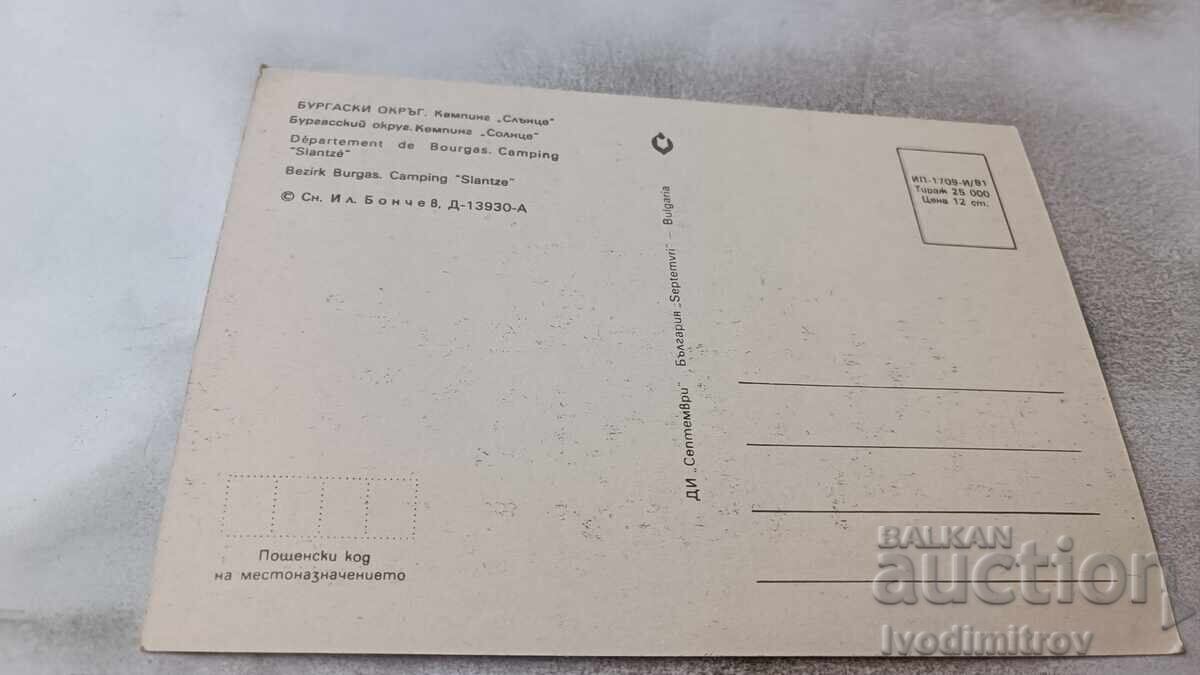 БУРГАСКИ ОКРЪГ. Кемпинг „Слънце“
Бургасский округ. Кемпинг „Солнце“
Département de Bourgas. Camping
"Slantzé"
Bezirk Burgas. Camping "Slantze"
© Сн. Ил. Бончев, Д-13930-А
ДИ „Септември“ България „Septemvri“ — Bulgaria
ИП-1709-И/81
Тираж 25 000
Цена 12 ст.
Пощенски код
на местоназначението
BALKAN
auction
Ivodimitrov